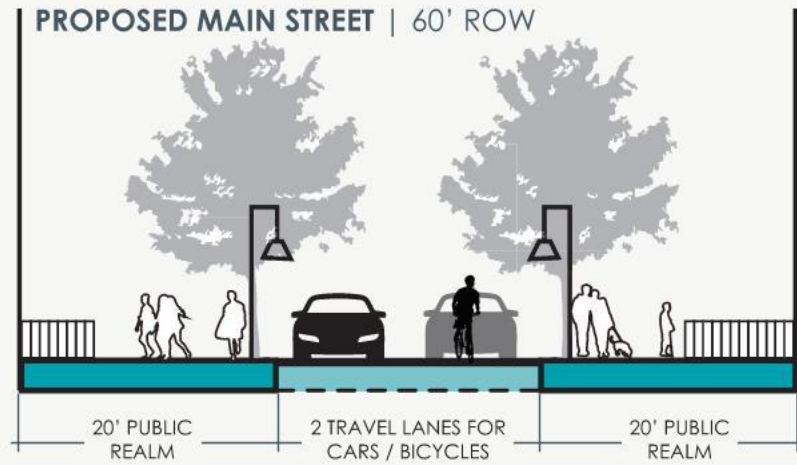 PROPOSED MAIN STREET | 60' ROW
20' PUBLIC
REALM
2 TRAVEL LANES FOR
CARS / BICYCLES
20' PUBLIC
REALM